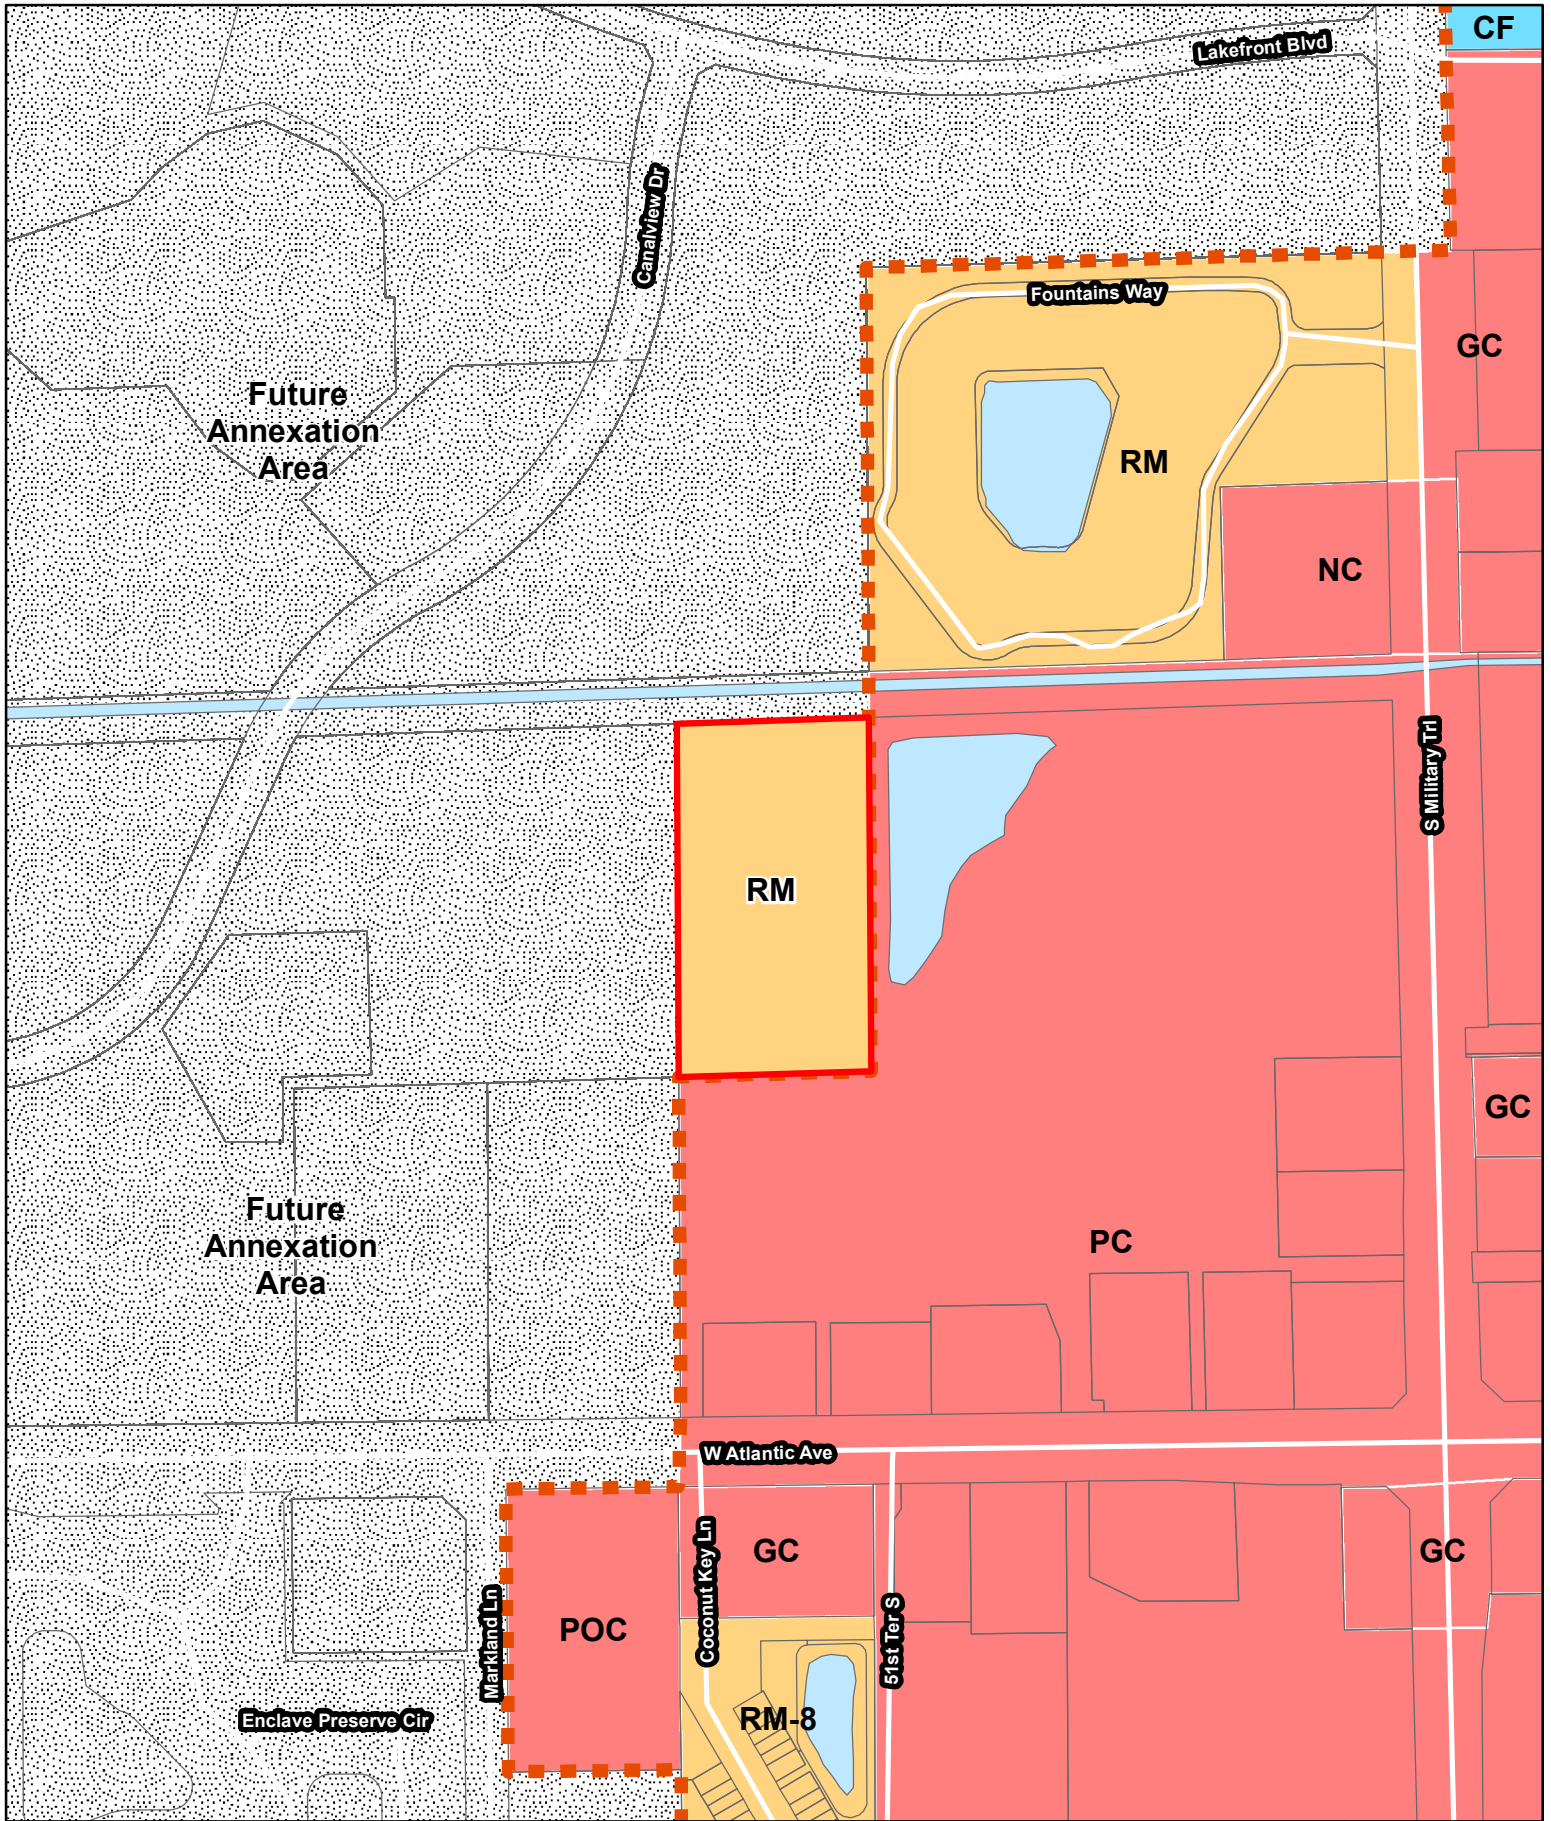 CF
Lakefront Blvd
Canalview Dr
Fountains Way
GC
Future
Annexation
Area
RM
NC
S Military Trl
RM
GC
Future
Annexation
Area
PC
W Atlantic Ave
Coconut Key Ln
GC
GC
Markland Ln
POC
51st Ter S
Enclave Preserve Cir
RM-8